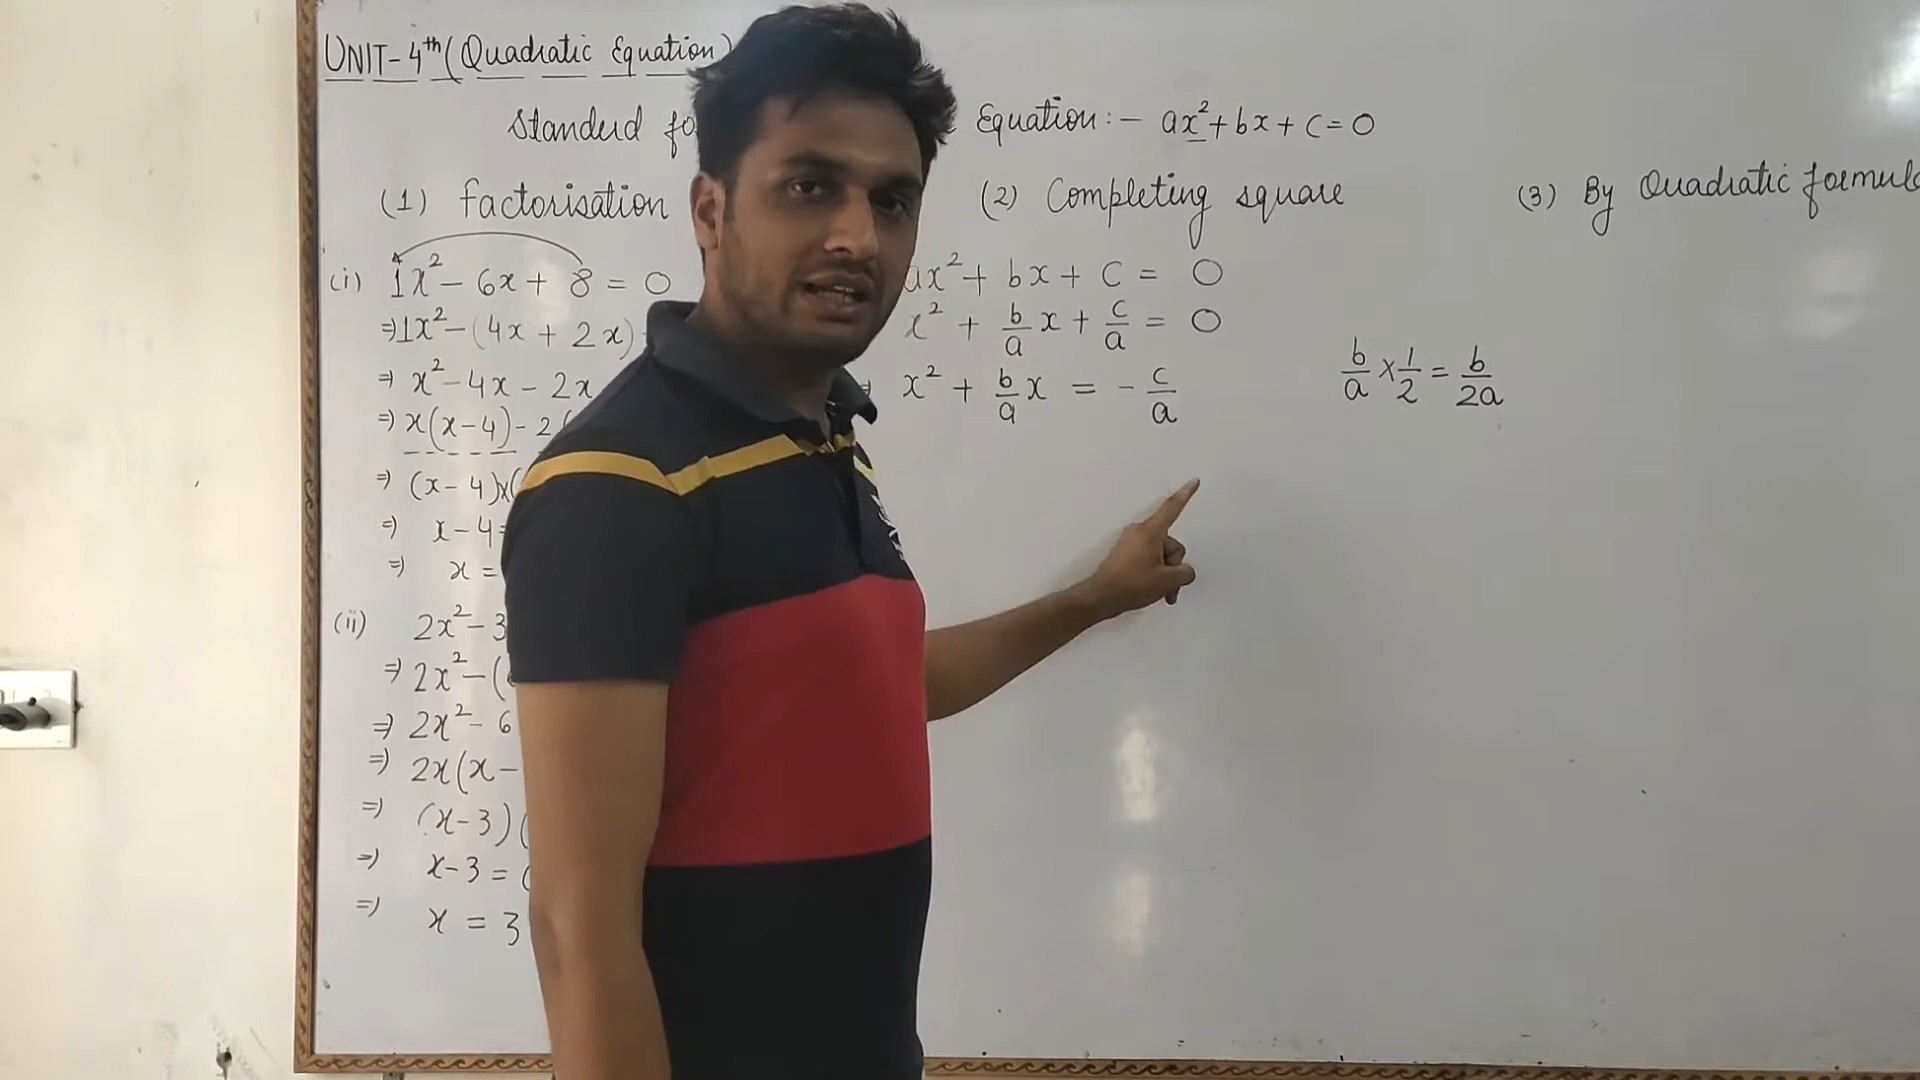 UNIT-4th (Quadratic Equation)
Standerd fo Equation:- ax²+bx+c=0
(1) factorisation
(2) Completing square
(3) By Quadratic formul
(i) 1x² - 6x + 8 = 0
⇒ 1x² - (4x + 2x)
⇒ x² - 4x - 2x
⇒ x(x-4) - 2
⇒ (x-4)x(
⇒ x-4=
⇒ x =
(ii) 2x² - 3
⇒ 2x² - (
⇒ 2x² - 6
⇒ 2x(x-
⇒ (x-3)(
⇒ x-3 = 
⇒ x = 3
ax² + bx + c = 0
x² + b/a x + c/a = 0
⇒ x² + b/a x = - c/a
b/a × 1/2 = b/2a